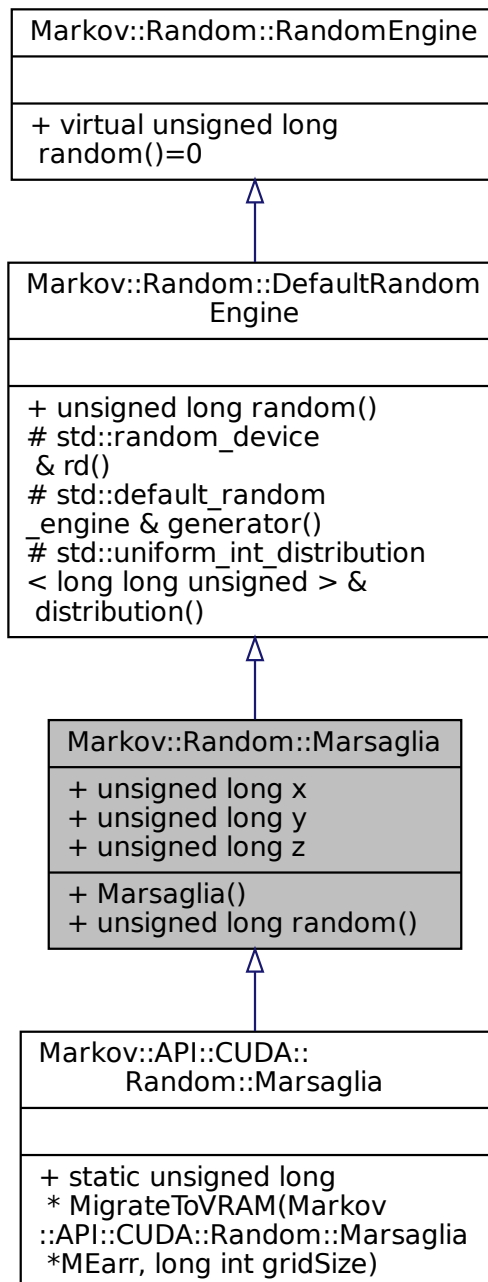 Markov::Random::RandomEngine
+ virtual unsigned long
random()=0
Markov::Random::DefaultRandom
Engine
+ unsigned long random()
# std::random_device
& rd()
# std::default_random
_engine & generator()
# std::uniform_int_distribution
< long long unsigned > &
distribution()
Markov::Random::Marsaglia
+ unsigned long x
+ unsigned long y
+ unsigned long z
+ Marsaglia()
+ unsigned long random()
Markov::API::CUDA::
Random::Marsaglia
+ static unsigned long
* MigrateToVRAM(Markov
::API::CUDA::Random::Marsaglia
*MEarr, long int gridSize)